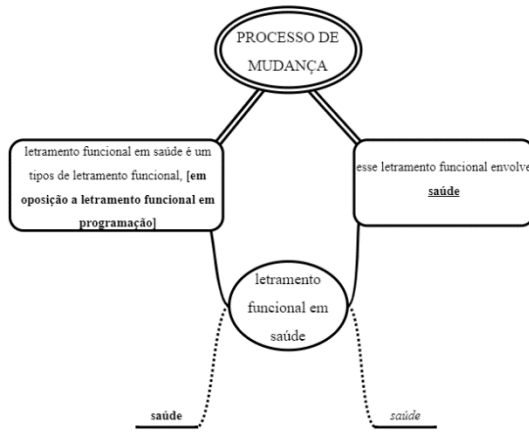 PROCESSO DE
MUDANÇA
letramento funcional em saúde é um
tipos de letramento funcional, [em
oposição a letramento funcional em
programação]
esse letramento funcional envolve
saúde
letramento
funcional em
saúde
saúde
saúde